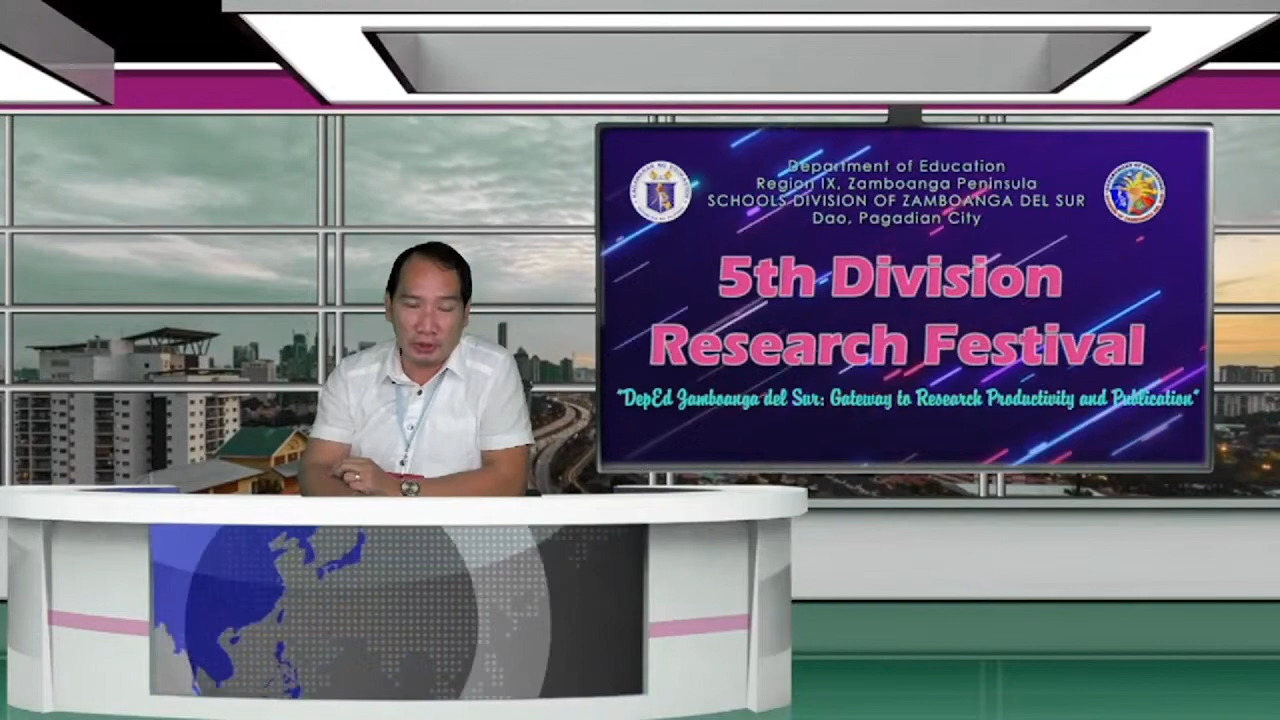 Department of Education
Region IX, Zamboanga Peninsula
SCHOOLS DIVISION OF ZAMBOANGA DEL SUR
Dao, Pagadian City
5th Division
Research Festival
"DepEd Zamboanga del Sur: Gateway to Research Productivity and Publication"